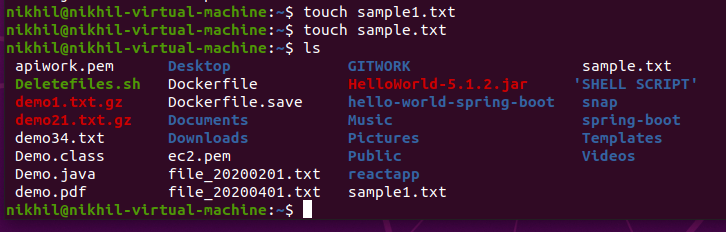 nikhil@nikhil-virtual-machine:~$ touch sample1.txt
nikhil@nikhil-virtual-machine:~$ touch sample.txt
nikhil@nikhil-virtual-machine:~$ ls
apiwork.pem Desktop GITWORK sample.txt
Deletefiles.sh Dockerfile HelloWorld-5.1.2.jar 'SHELL SCRIPT'
demo1.txt.gz Dockerfile.save hello-world-spring-boot snap
demo21.txt.gz Documents Music spring-boot
demo34.txt Downloads Pictures Templates
Demo.class ec2.pem Public Videos
Demo.java file_20200201.txt reactapp
demo.pdf file_20200401.txt sample1.txt
nikhil@nikhil-virtual-machine:~$